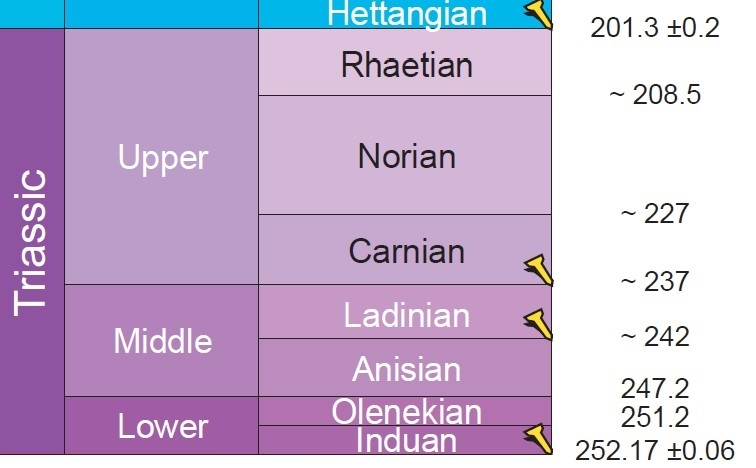 Hettangian
201.3 ±0.2
Triassic
Upper
Rhaetian
~ 208.5
Norian
~ 227
Carnian
~ 237
Middle
Ladinian
~ 242
Anisian
247.2
Lower
Olenekian
251.2
Induan
252.17 ±0.06